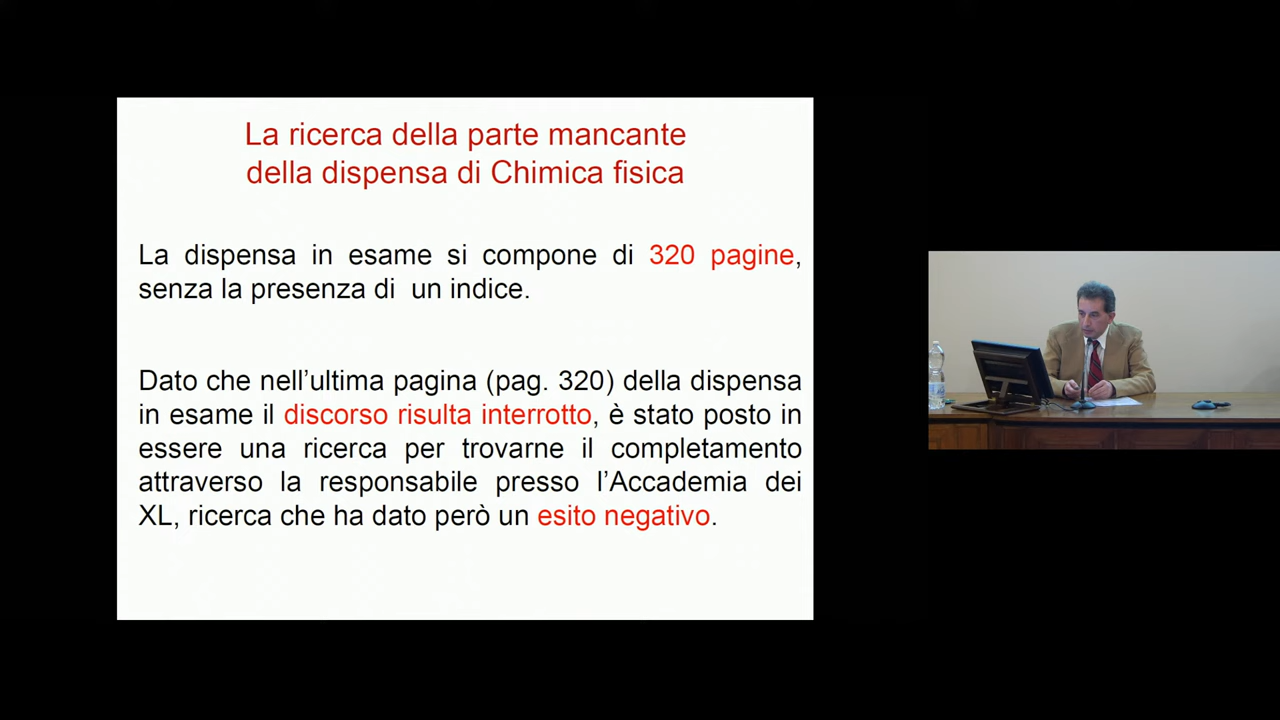 La ricerca della parte mancante
della dispensa di Chimica fisica
La dispensa in esame si compone di 320 pagine,
senza la presenza di un indice.
Dato che nell’ultima pagina (pag. 320) della dispensa
in esame il discorso risulta interrotto, è stato posto in
essere una ricerca per trovarne il completamento
attraverso la responsabile presso l’Accademia dei
XL, ricerca che ha dato però un esito negativo.